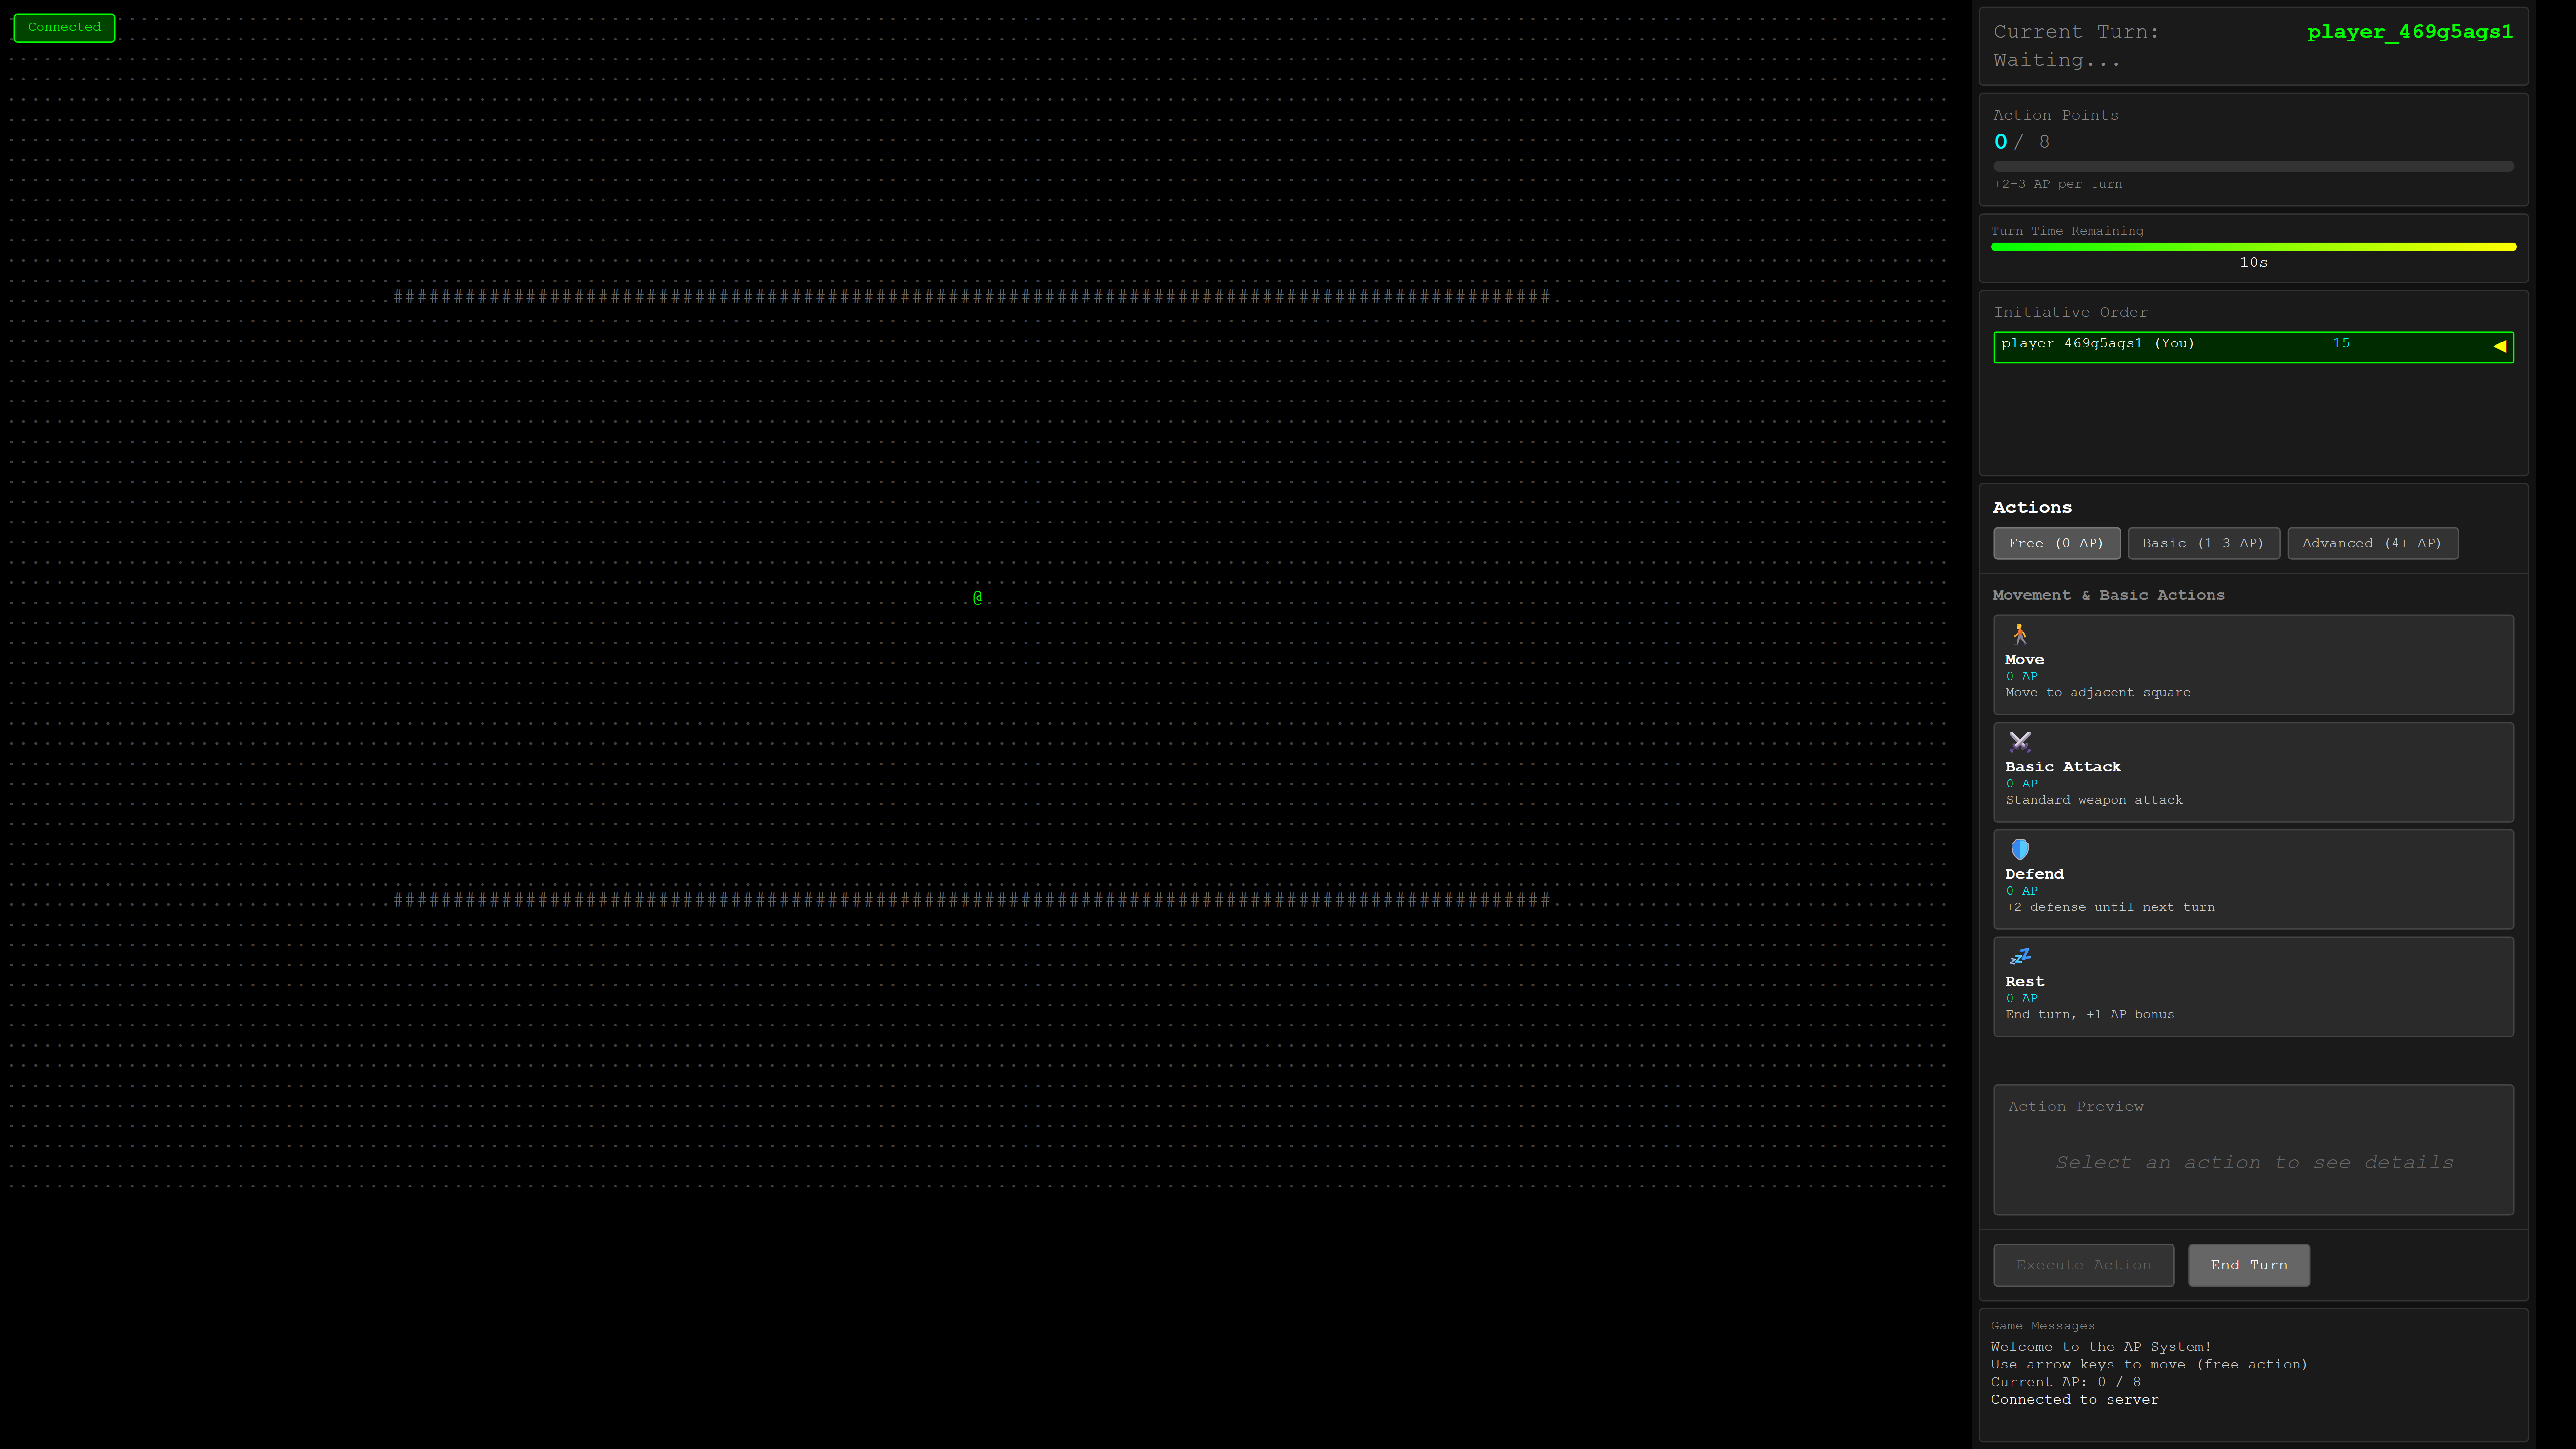 Connected
################################################################################################
@
################################################################################################
Current Turn: player_469g5ags1
Waiting...
Action Points
0 / 8
+2-3 AP per turn
Turn Time Remaining
10s
Initiative Order
player_469g5ags1 (You) 15 ◀
Actions
Free (0 AP) Basic (1-3 AP) Advanced (4+ AP)
Movement & Basic Actions
Move
0 AP
Move to adjacent square
Basic Attack
0 AP
Standard weapon attack
Defend
0 AP
+2 defense until next turn
Rest
0 AP
End turn, +1 AP bonus
Action Preview
Select an action to see details
Execute Action End Turn
Game Messages
Welcome to the AP System!
Use arrow keys to move (free action)
Current AP: 0 / 8
Connected to server